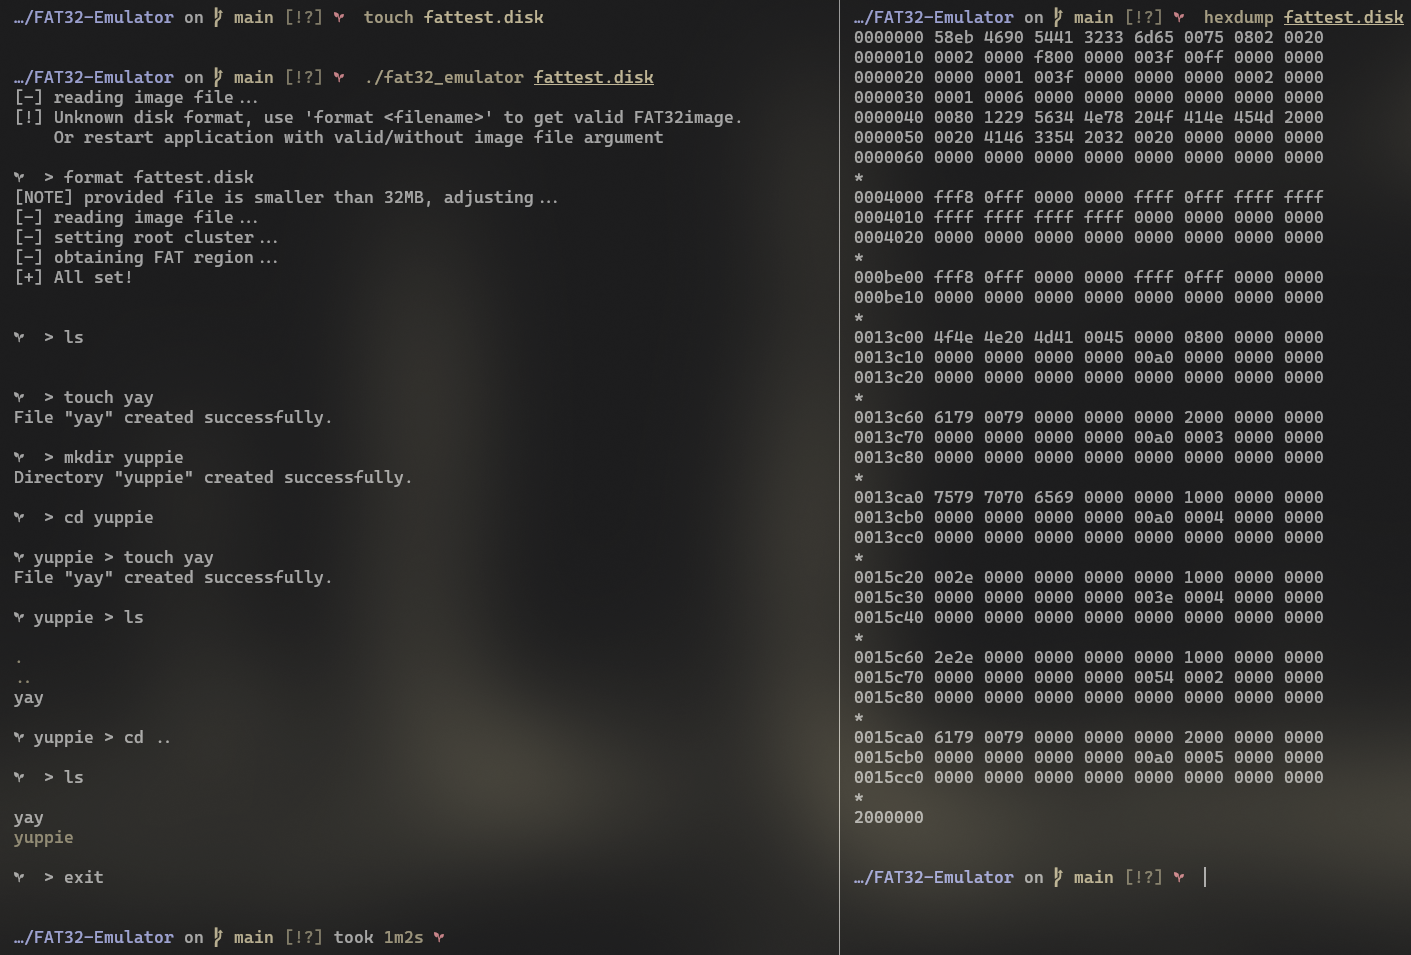 …/FAT32-Emulator on main [!?] touch fattest.disk
…/FAT32-Emulator on main [!?] ./fat32_emulator fattest.disk
[-] reading image file...
[!] Unknown disk format, use 'format <filename>' to get valid FAT32image.
Or restart application with valid/without image file argument
> format fattest.disk
[NOTE] provided file is smaller than 32MB, adjusting...
[-] reading image file...
[-] setting root cluster...
[-] obtaining FAT region...
[+] All set!
> ls
> touch yay
File "yay" created successfully.
> mkdir yuppie
Directory "yuppie" created successfully.
> cd yuppie
yuppie > touch yay
File "yay" created successfully.
yuppie > ls
.
..
yay
yuppie > cd ..
> ls
yay
yuppie
> exit
…/FAT32-Emulator on main [!?] took 1m2s
…/FAT32-Emulator on main [!?] hexdump fattest.disk
0000000 58eb 4690 5441 3233 6d65 0075 0802 0020
0000010 0002 0000 f800 0000 003f 00ff 0000 0000
0000020 0000 0001 003f 0000 0000 0000 0002 0000
0000030 0001 0006 0000 0000 0000 0000 0000 0000
0000040 0080 1229 5634 4e78 204f 414e 454d 2000
0000050 0020 4146 3354 2032 0020 0000 0000 0000
0000060 0000 0000 0000 0000 0000 0000 0000 0000
*
0004000 fff8 0fff 0000 0000 ffff 0fff ffff ffff
0004010 ffff ffff ffff ffff 0000 0000 0000 0000
0004020 0000 0000 0000 0000 0000 0000 0000 0000
*
000be00 fff8 0fff 0000 0000 ffff 0fff 0000 0000
000be10 0000 0000 0000 0000 0000 0000 0000 0000
*
0013c00 4f4e 4e20 4d41 0045 0000 0800 0000 0000
0013c10 0000 0000 0000 0000 00a0 0000 0000 0000
0013c20 0000 0000 0000 0000 0000 0000 0000 0000
*
0013c60 6179 0079 0000 0000 0000 2000 0000 0000
0013c70 0000 0000 0000 0000 00a0 0003 0000 0000
0013c80 0000 0000 0000 0000 0000 0000 0000 0000
*
0013ca0 7579 7070 6569 0000 0000 1000 0000 0000
0013cb0 0000 0000 0000 0000 00a0 0004 0000 0000
0013cc0 0000 0000 0000 0000 0000 0000 0000 0000
*
0015c20 002e 0000 0000 0000 0000 1000 0000 0000
0015c30 0000 0000 0000 0000 003e 0004 0000 0000
0015c40 0000 0000 0000 0000 0000 0000 0000 0000
*
0015c60 2e2e 0000 0000 0000 0000 1000 0000 0000
0015c70 0000 0000 0000 0000 0054 0002 0000 0000
0015c80 0000 0000 0000 0000 0000 0000 0000 0000
*
0015ca0 6179 0079 0000 0000 0000 2000 0000 0000
0015cb0 0000 0000 0000 0000 00a0 0005 0000 0000
0015cc0 0000 0000 0000 0000 0000 0000 0000 0000
*
2000000
…/FAT32-Emulator on main [!?]